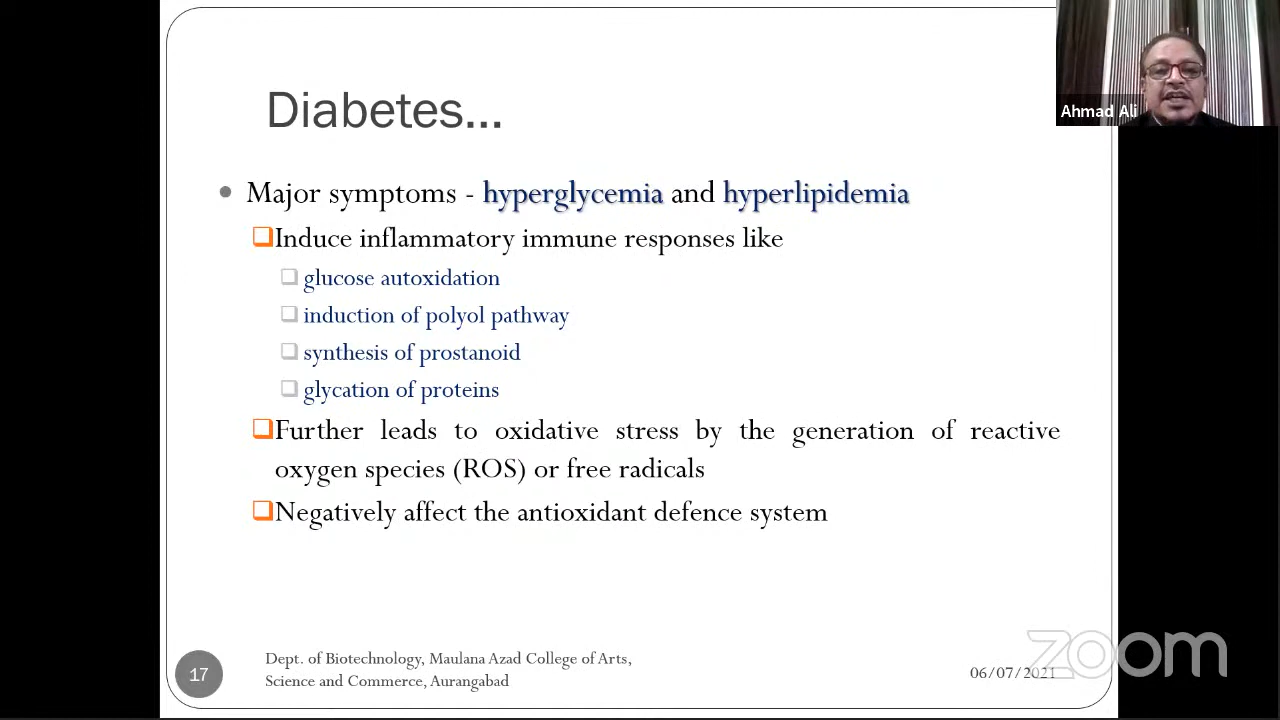 Diabetes...
Ahmad Ali
Major symptoms - hyperglycemia and hyperlipidemia
Induce inflammatory immune responses like
glucose autoxidation
induction of polyol pathway
synthesis of prostanoid
glycation of proteins
Further leads to oxidative stress by the generation of reactive
oxygen species (ROS) or free radicals
Negatively affect the antioxidant defence system
17
Dept. of Biotechnology, Maulana Azad College of Arts,
Science and Commerce, Aurangabad
06/07/2021
zoom